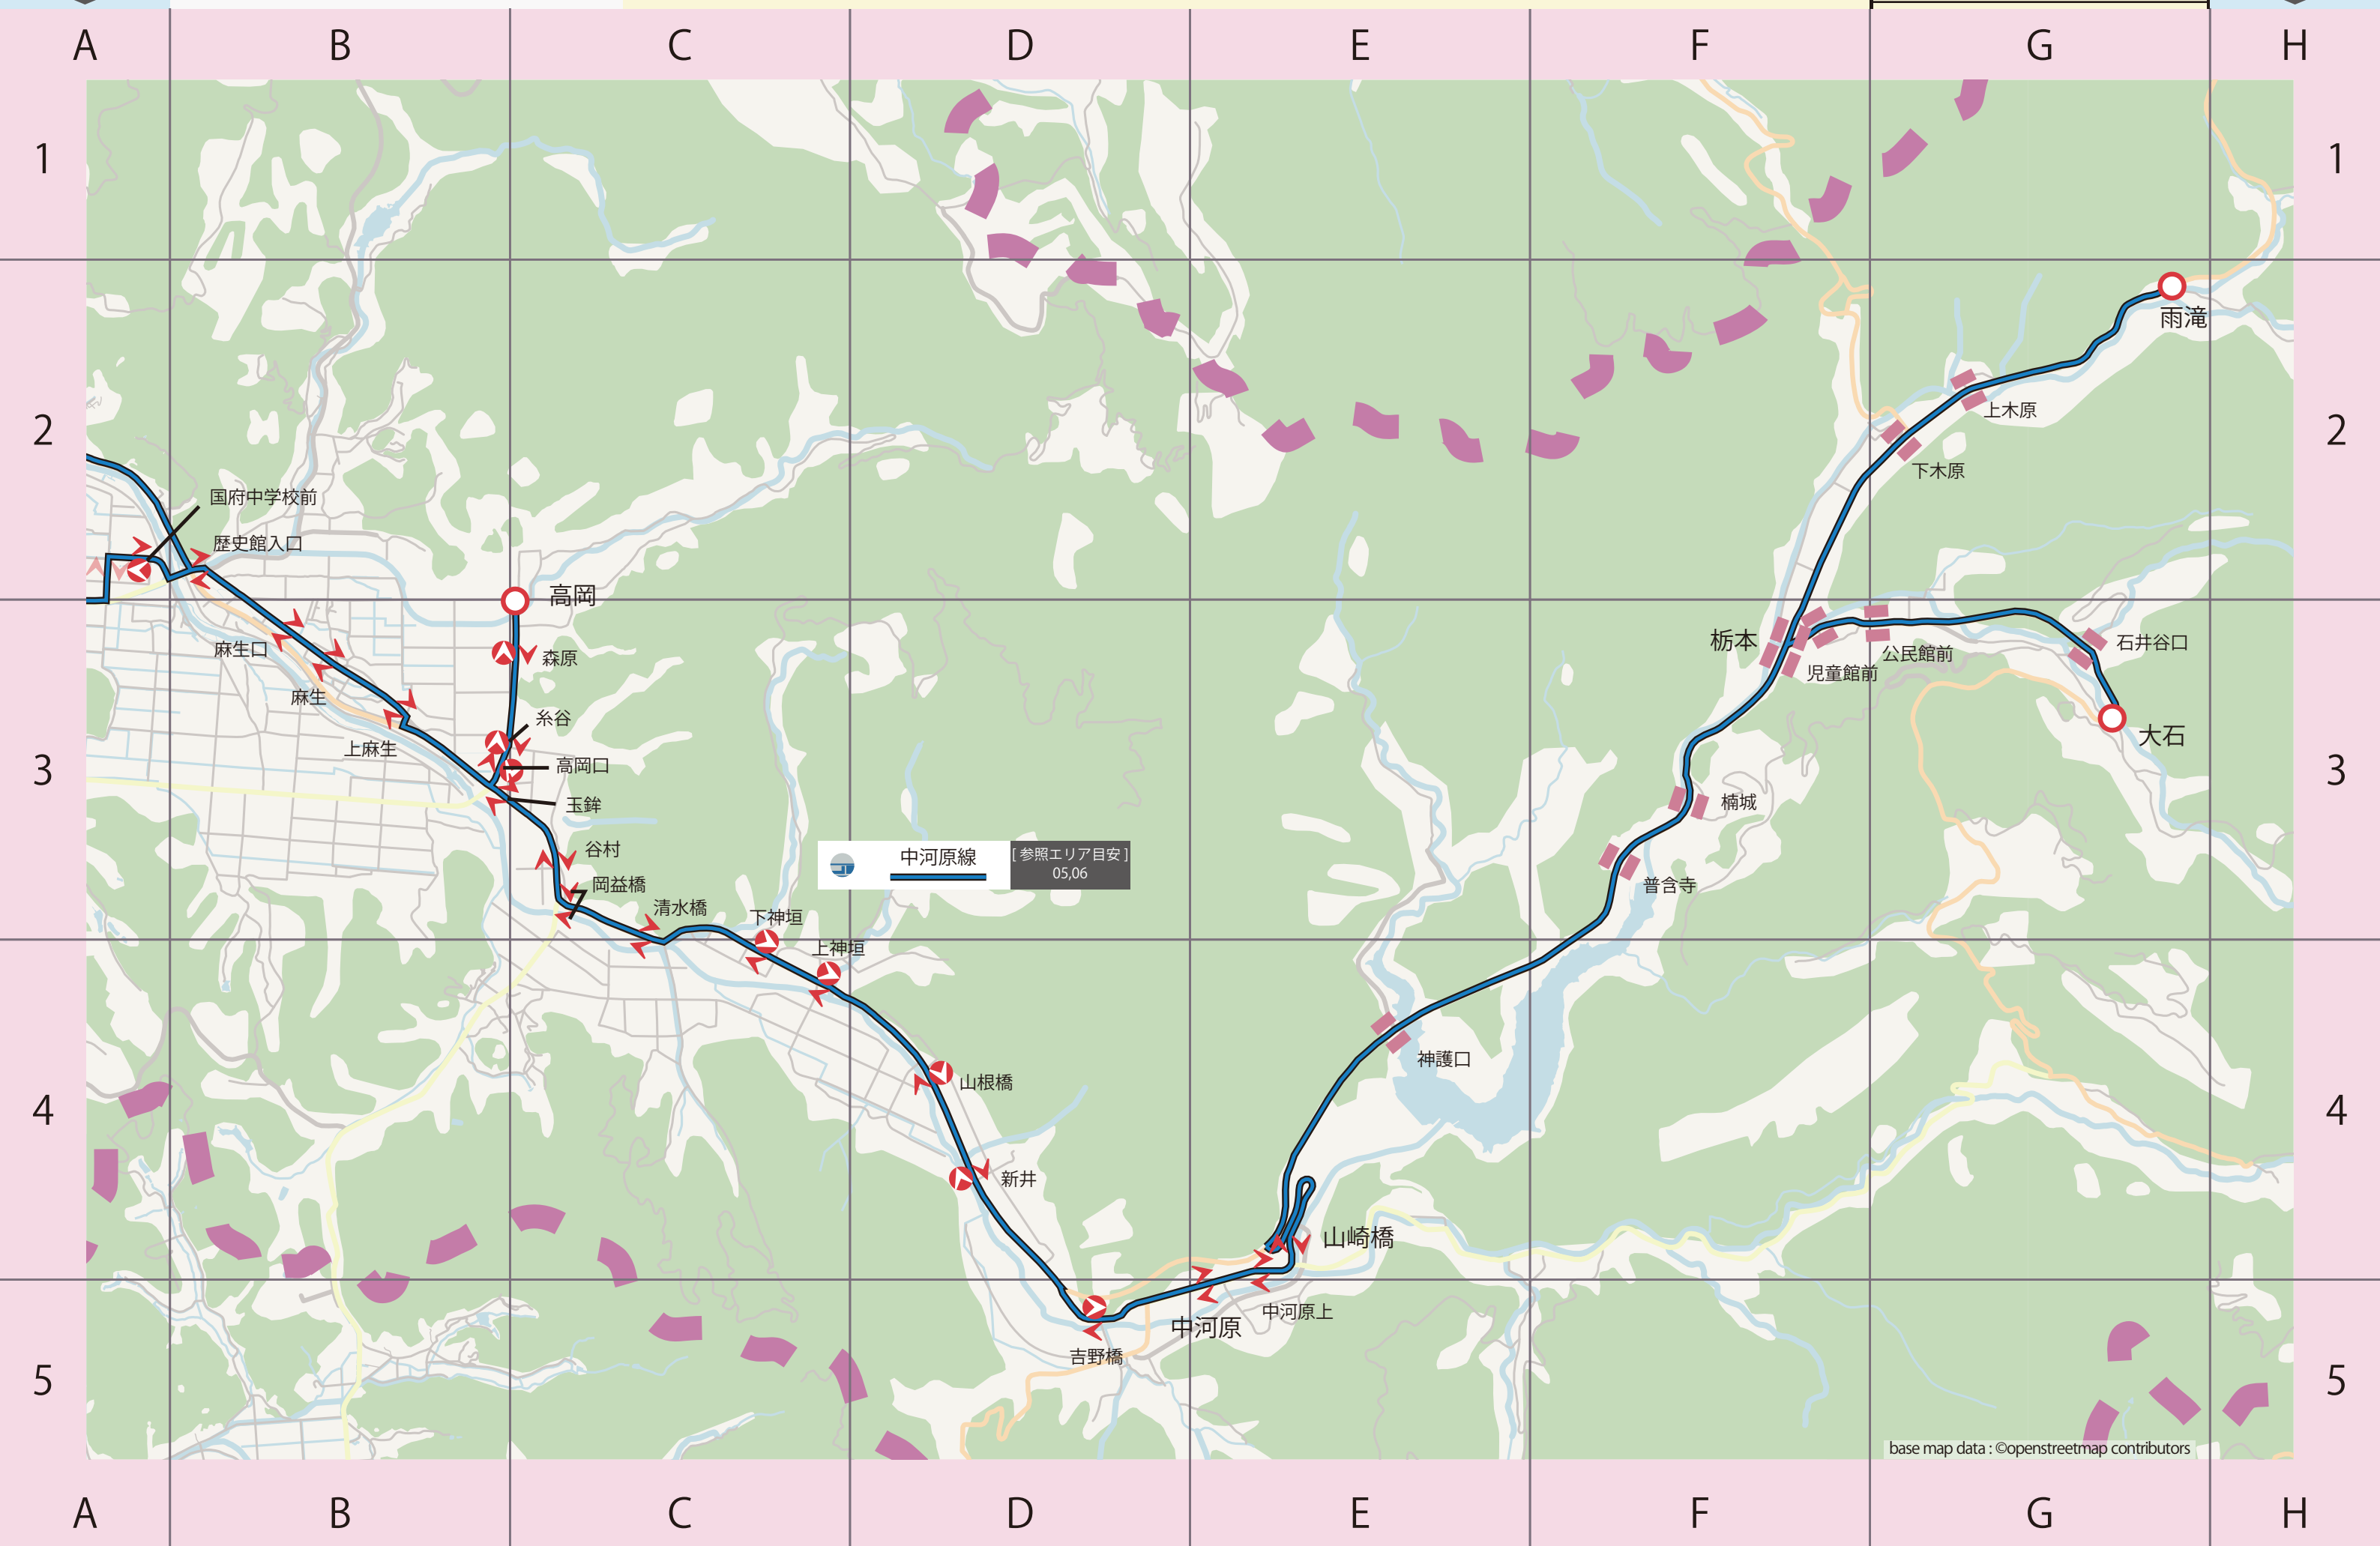 A B C D E F G H
1 1
雨滝
2 上木原 2
下木原
国府中学校前
歴史館入口
高岡
麻生口
森原
栃本
児童館前
公民館前
石井谷口
麻生
上麻生
糸谷
高岡口
大石
3 3
玉鉾
楠城
谷村
中河原線
[ 参照エリア目安 ]
05,06
岡益橋
普含寺
清水橋
下神垣
上神垣
神護口
山根橋
4 4
新井
山崎橋
中河原上
中河原
吉野橋
5 5
base map data : ©openstreetmap contributors
A B C D E F G H